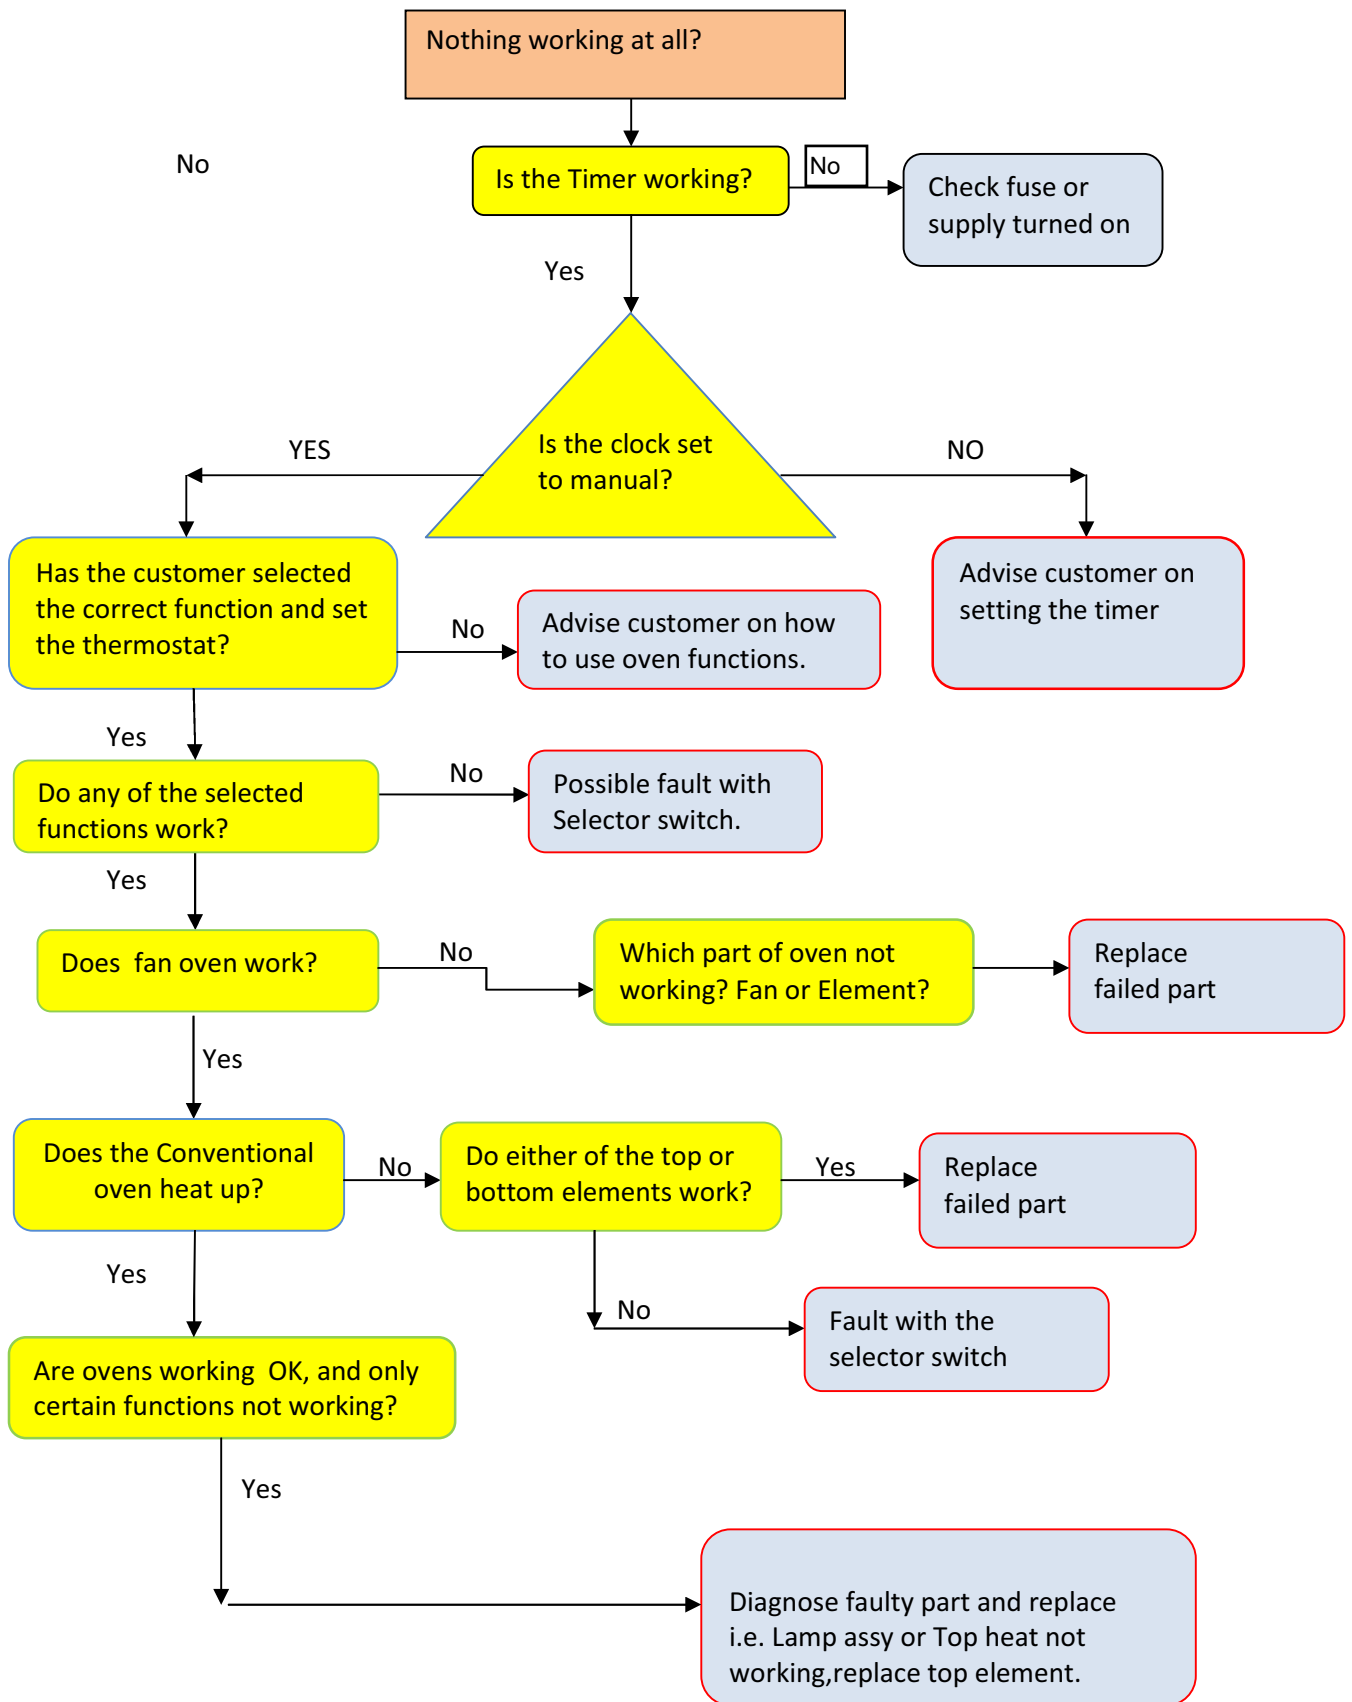 Nothing working at all?
No
Is the Timer working?
No
Check fuse or
supply turned on
Yes
Is the clock set
to manual?
YES
NO
Has the customer selected
the correct function and set
the thermostat?
No
Advise customer on how
to use oven functions.
Advise customer on
setting the timer
Yes
Do any of the selected
functions work?
No
Possible fault with
Selector switch.
Yes
Does  fan oven work?
No
Which part of oven not
working? Fan or Element?
Replace
failed part
Yes
Does the Conventional
oven heat up?
No
Do either of the top or
bottom elements work?
Yes
Replace
failed part
Yes
No
Fault with the
selector switch
Are ovens working  OK, and only
certain functions not working?
Yes
Diagnose faulty part and replace
i.e. Lamp assy or Top heat not
working,replace top element.